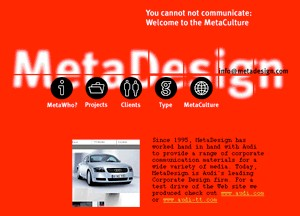 You cannot not communicate:
Welcome to the MetaCulture
MetaDesign
info@metadesign.com
MetaWho?
Projects
Clients
Type
MetaCulture
Since 1995, MetaDesign has
worked hand in hand with Audi
to provide a range of corporate
communication materials for a
wide variety of media. Today,
MetaDesign is Audi's leading
Corporate Design firm. For a
test drive of the Web site we
produced check out www.audi.com
or www.audi-tt.com